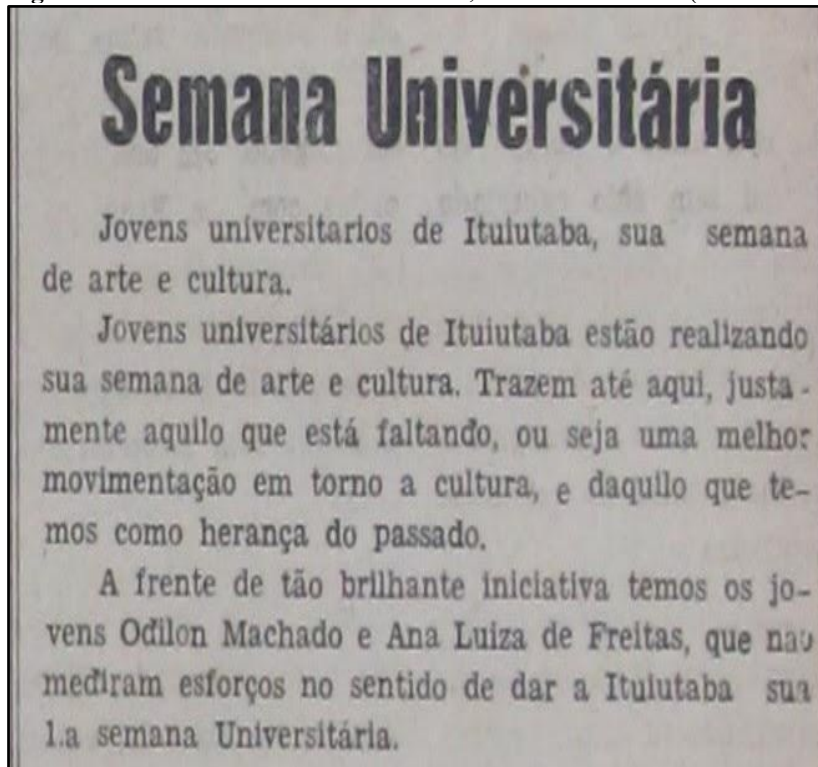 Semana Universitária
Jovens universitarios de Ituiutaba, sua semana
de arte e cultura.
Jovens universitários de Ituiutaba estão realizando
sua semana de arte e cultura. Trazem até aqui, justa-
mente aquilo que está faltando, ou seja uma melhor
movimentação em torno a cultura, e daquilo que te-
mos como herança do passado.
A frente de tão brilhante iniciativa temos os jo-
vens Odilon Machado e Ana Luiza de Freitas, que nao
mediram esforços no sentido de dar a Ituiutaba sua
1.a semana Universitária.